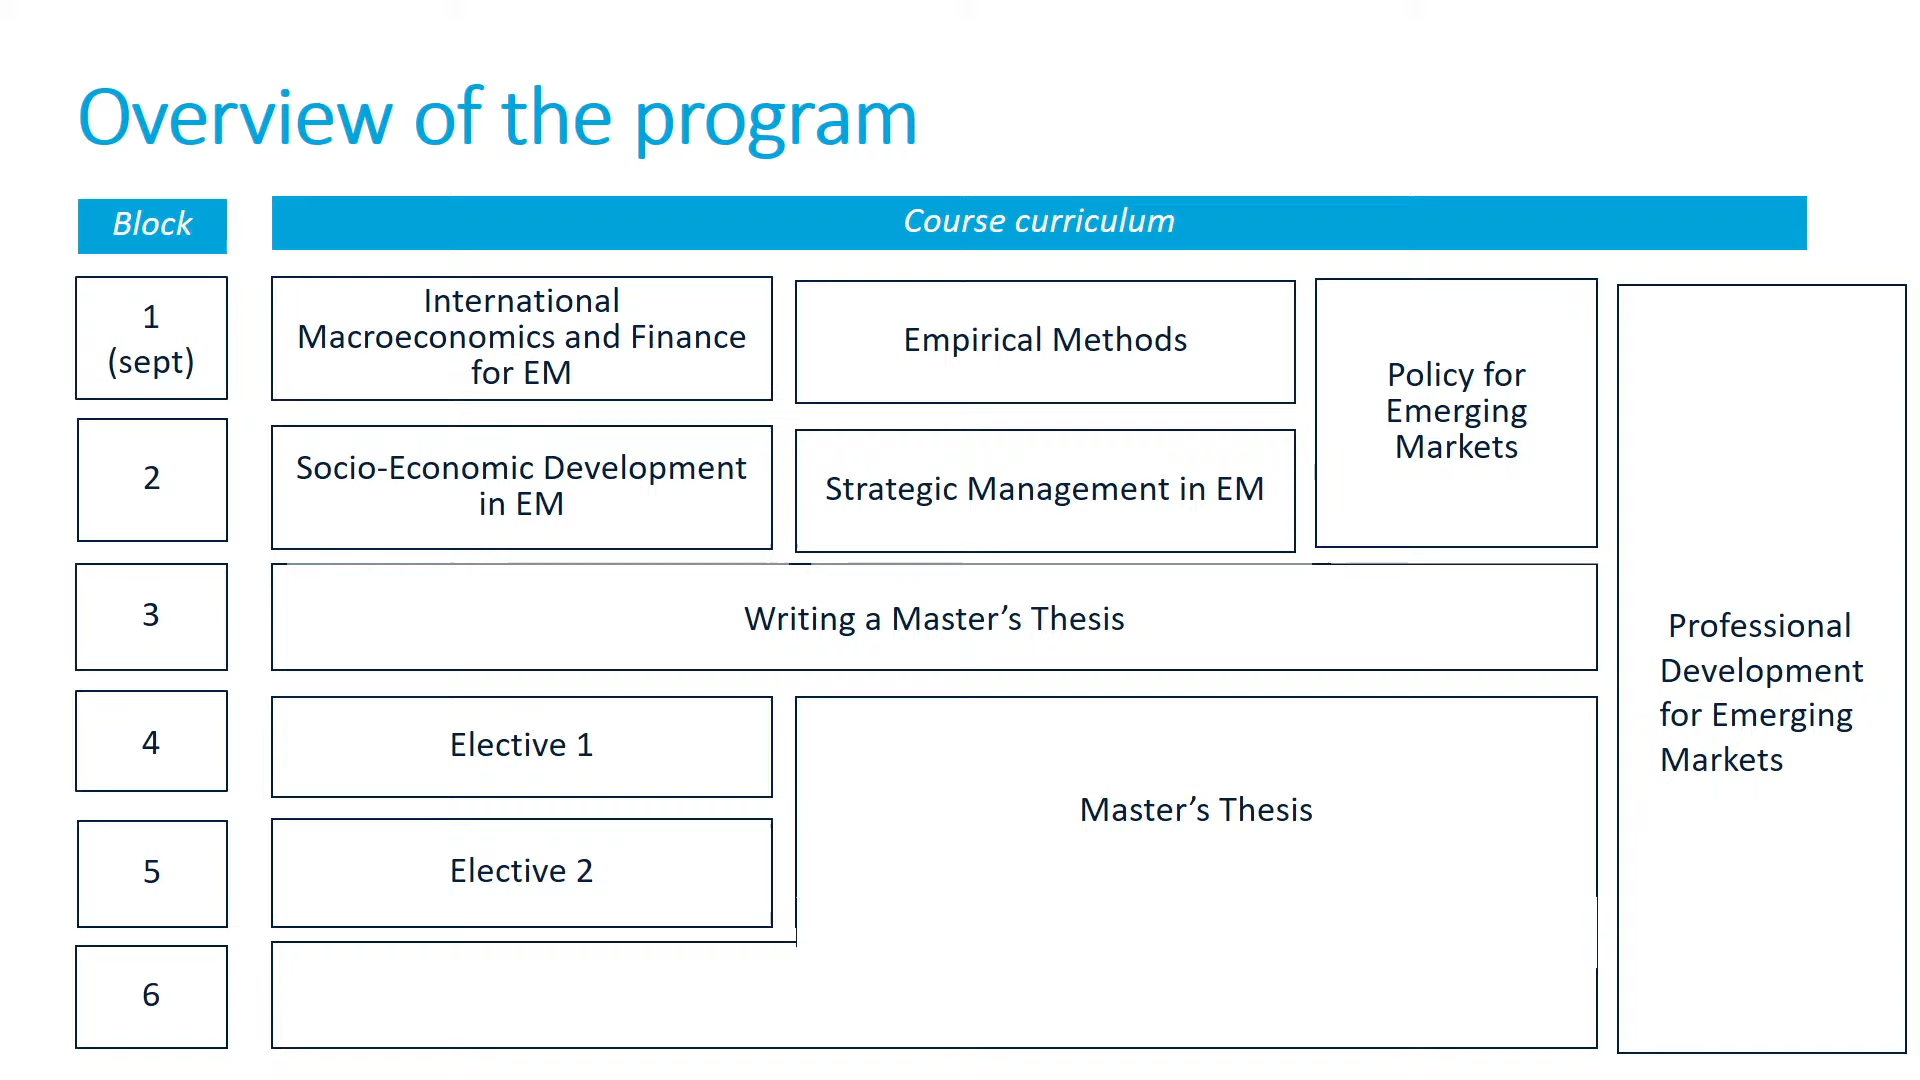 Overview of the program
Block
Course curriculum
1
(sept)
International
Macroeconomics and Finance
for EM
Empirical Methods
Policy for
Emerging
Markets
2
Socio-Economic Development
in EM
Strategic Management in EM
3
Writing a Master’s Thesis
Professional
Development
for Emerging
Markets
4
Elective 1
Master’s Thesis
5
Elective 2
6